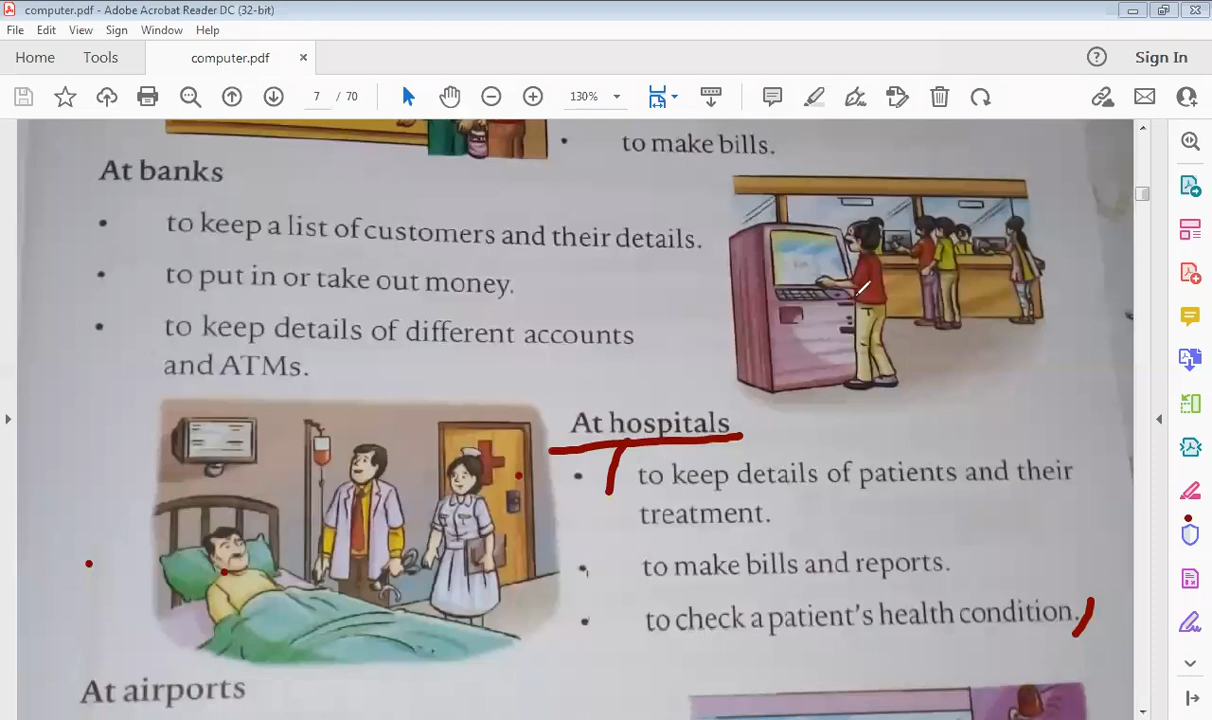 computer.pdf - Adobe Acrobat Reader DC (32-bit)
File Edit View Sign Window Help
Home Tools computer.pdf × Sign In
7 / 70 130%
• to make bills.
At banks
• to keep a list of customers and their details.
• to put in or take out money.
• to keep details of different accounts
and ATMs.
At hospitals
• to keep details of patients and their
treatment.
• to make bills and reports.
• to check a patient's health condition.
At airports